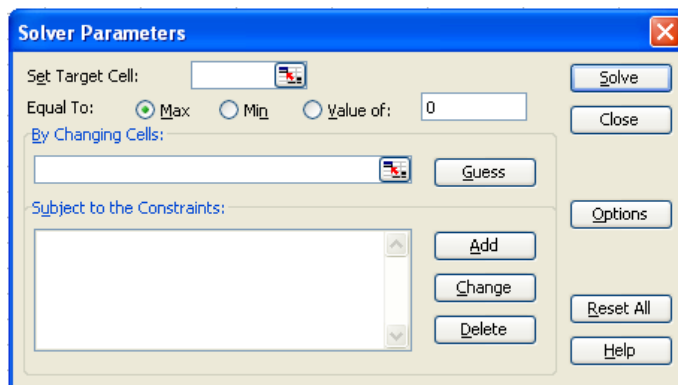 Solver Parameters
Set Target Cell:
Solve
Equal To: Max Min Value of: 0
Close
By Changing Cells:
Guess
Subject to the Constraints:
Options
Add
Change
Reset All
Delete
Help